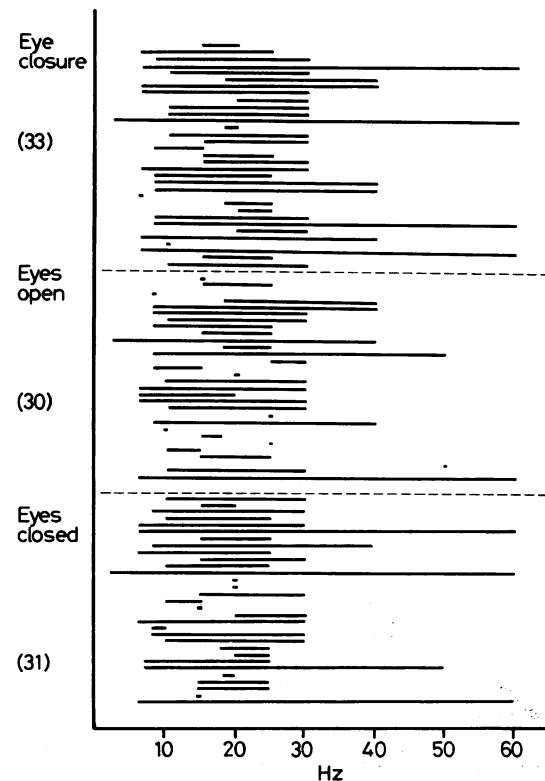 Eye
closure
(33)
Eyes
open
(30)
Eyes
closed
(31)
10 20 30 40 50 60
Hz